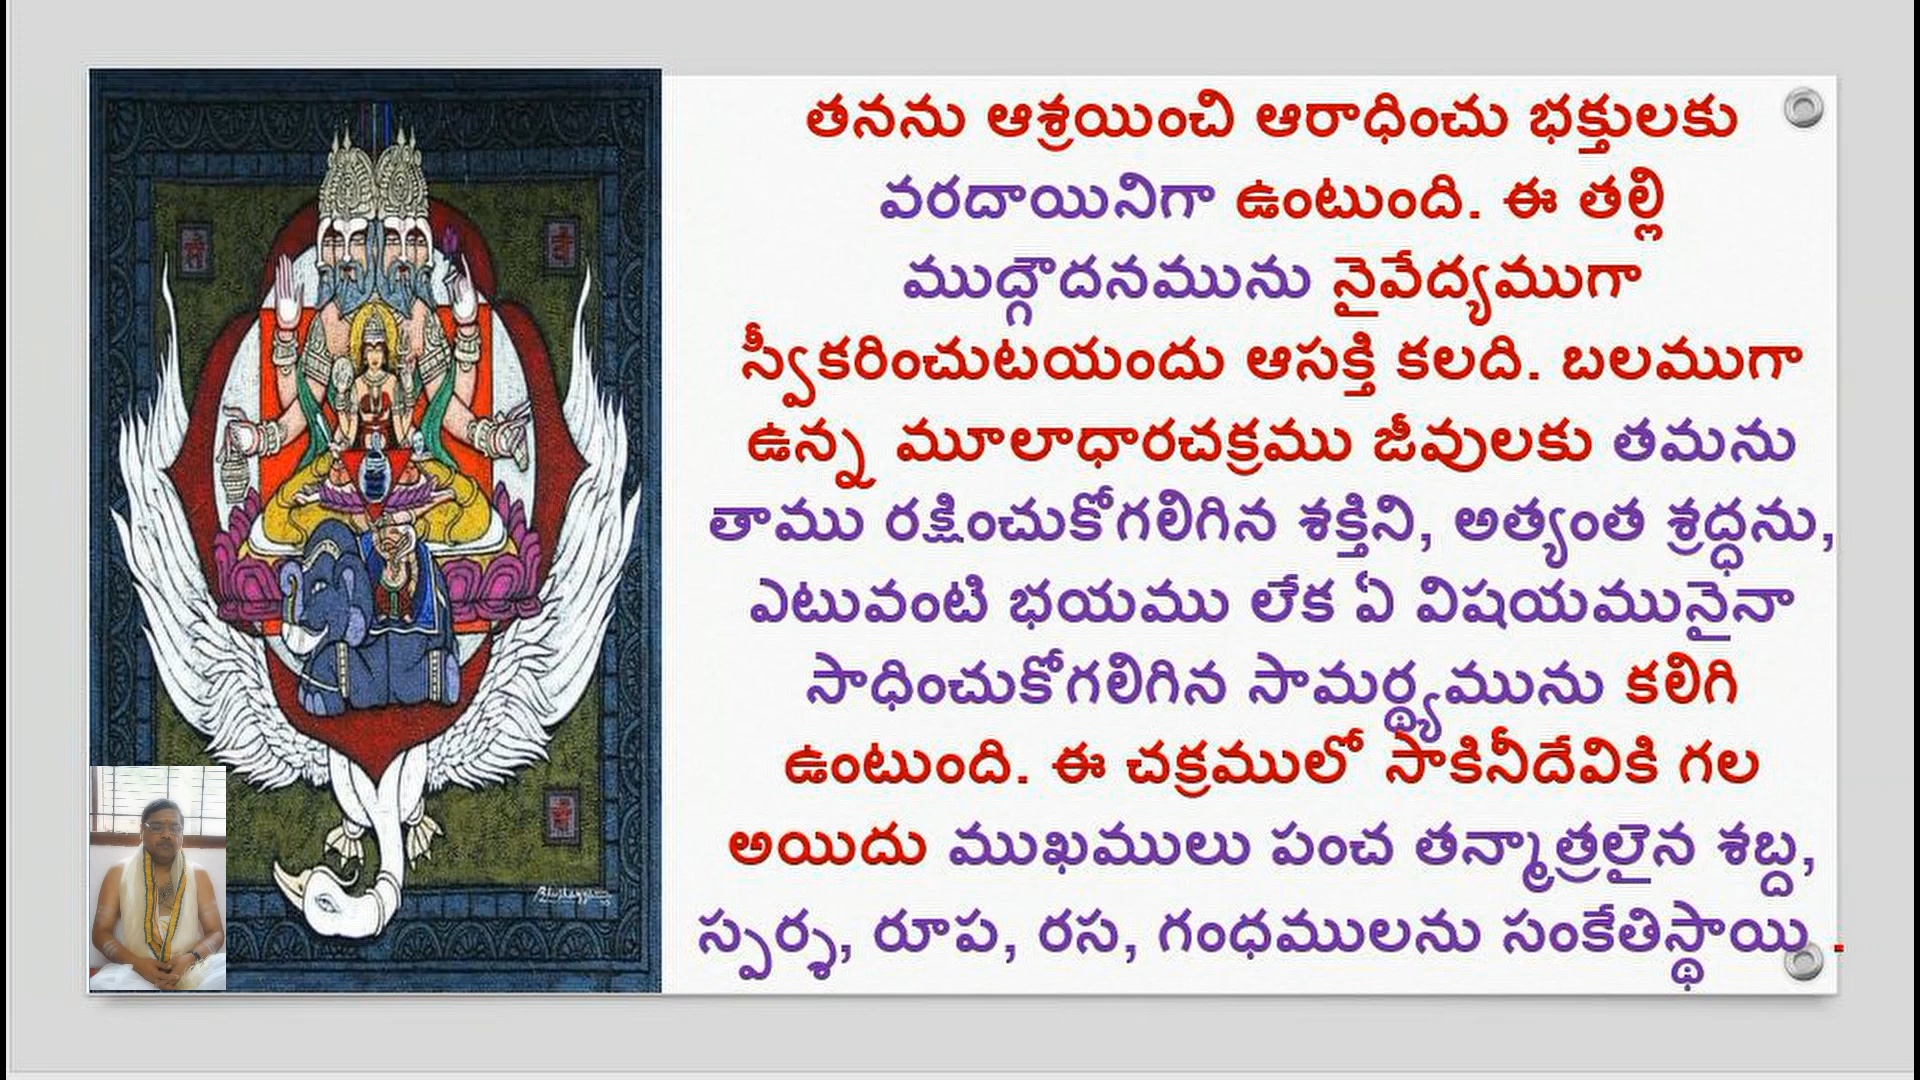 తనను ఆశ్రయించి ఆరాధించు భక్తులకు
వరదాయినిగా ఉంటుంది. ఈ తల్లి
ముద్గౌదనమును నైవేద్యముగా
స్వీకరించుటయందు ఆసక్తి కలది. బలముగా
ఉన్న మూలాధారచక్రము జీవులకు తమను
తాము రక్షించుకోగలిగిన శక్తిని, అత్యంత శ్రద్ధను,
ఎటువంటి భయము లేక ఏ విషయమునైనా
సాధించుకోగలిగిన సామర్థ్యమును కలిగి
ఉంటుంది. ఈ చక్రములో సాకినీదేవికి గల
అయిదు ముఖములు పంచ తన్మాత్రలైన శబ్ద,
స్పర్శ, రూప, రస, గంధములను సంకేతిస్థాయి.